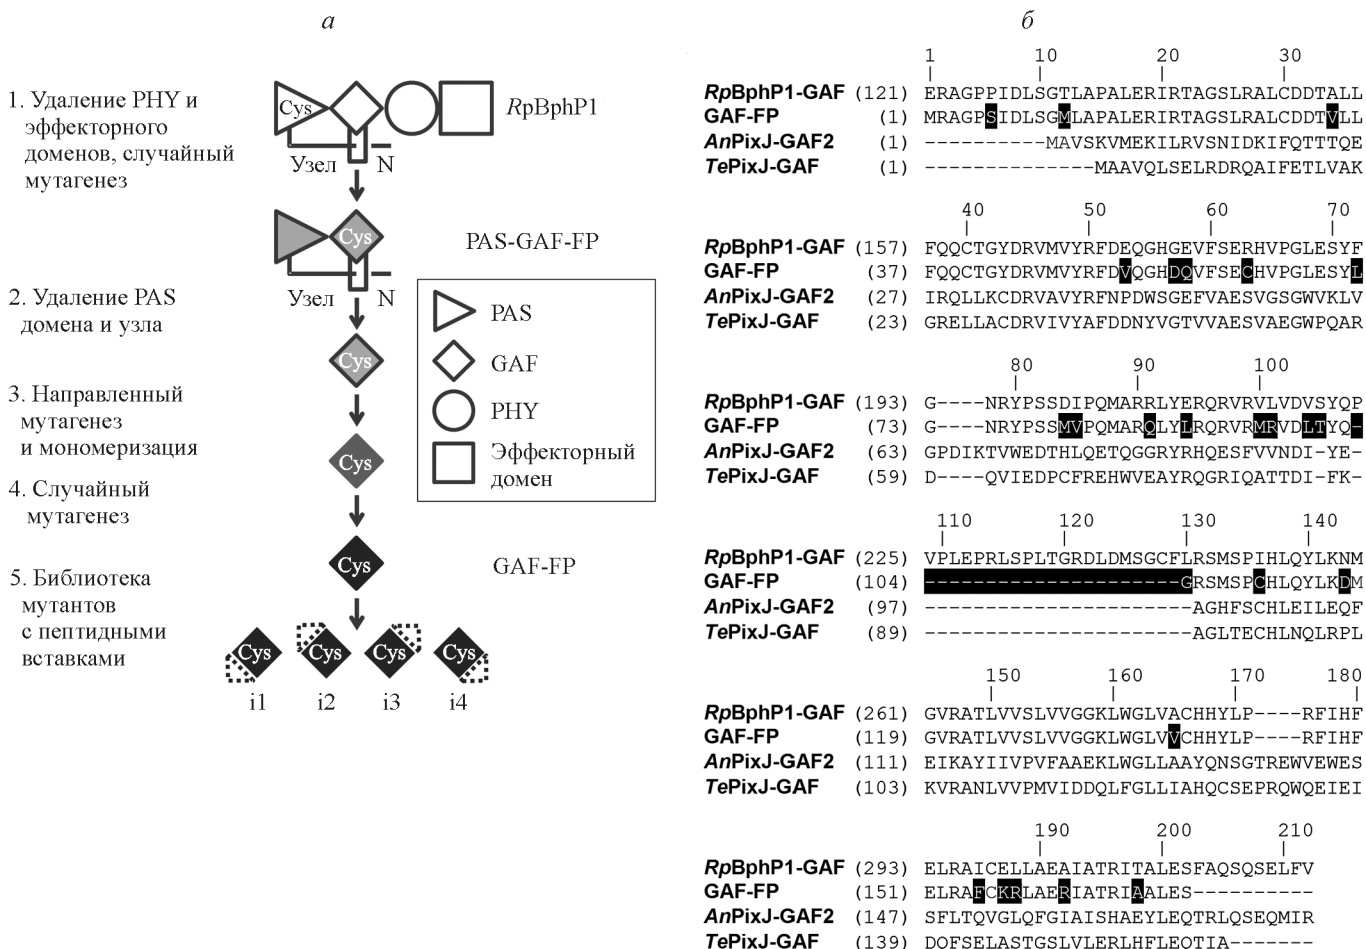 а
1. Удаление PHY и
эффекторного
доменов, случайный
мутагенез
Cys
RpBphP1
Узел
N
Cys
PAS-GAF-FP
Узел
N
2. Удаление PAS
домена и узла
Cys
3. Направленный
мутагенез
и мономеризация
Cys
4. Случайный
мутагенез
Cys
GAF-FP
5. Библиотека
мутантов
с пептидными
вставками
Cys Cys Cys Cys
i1 i2 i3 i4
PAS
GAF
PHY
Эффекторный
домен
б
1 10 20 30
RpBphP1-GAF (121) ERAGPPIDLSGTLAPALERIRTAGSLRALCDDTALL
GAF-FP (1) MRAGPSIDLSGMLAPALERIRTAGSLRALCDDTVLL
AnPixJ-GAF2 (1) ----------MAVSKVMEKILRVSNIDKIFQTTTQE
TePixJ-GAF (1) --------------MAAVQLSELRDRQAIFETLVAK
40 50 60 70
RpBphP1-GAF (157) FQQCTGYDRVMVYRFDEQGHGEVFSERHVPGLESYF
GAF-FP (37) FQQCTGYDRVMVYRFDVQGHDQVFSECHVPGLESYL
AnPixJ-GAF2 (27) IRQLLKCDRVAVYRFNPDWSGEFVAESVGSGWVKLV
TePixJ-GAF (23) GRELLACDRVIVYAFDDNYVGTVVAESVAEGWPQAR
80 90 100
RpBphP1-GAF (193) G----NRYPSSDIPQMARRLYERQRVRVLVDVSYQP
GAF-FP (73) G----NRYPSSMVPQMARQLYLRQRVRMRVDLTYQ-
AnPixJ-GAF2 (63) GPDIKTVWEDTHLQETQGGRYRHQESFVVNDI-YE-
TePixJ-GAF (59) D----QVIEDPCFREHWVEAYRQGRIQATTDI-FK-
110 120 130 140
RpBphP1-GAF (225) VPLEPRLSPLTGRDLDMSGCFLRSMSPIHLQYLKNM
GAF-FP (104) ---------------------GRSMSPCHLQYLKDM
AnPixJ-GAF2 (97) ----------------------AGHFSCHLEILEQF
TePixJ-GAF (89) ----------------------AGLTECHLNQLRPL
150 160 170 180
RpBphP1-GAF (261) GVRATLVVSLVVGGKLWGLVACHHYLP----RFIHF
GAF-FP (119) GVRATLVVSLVVGGKLWGLVVCHHYLP----RFIHF
AnPixJ-GAF2 (111) EIKAYIIVPVFAAEKLWGLLAAYQNSGTREWVEWES
TePixJ-GAF (103) KVRANLVVPMVIDDQLFGLLIAHQCSEPRQWQEIEI
190 200 210
RpBphP1-GAF (293) ELRAICELLAEAIATRITALESFAQSQSELFV
GAF-FP (151) ELRAFCKRLAERIATRIAALES----------
AnPixJ-GAF2 (147) SFLTQVGLQFGIAISHAEYLEQTRLQSEQMIR
TePixJ-GAF (139) DQFSELASTGSLVLERLHFLEQTIA-------